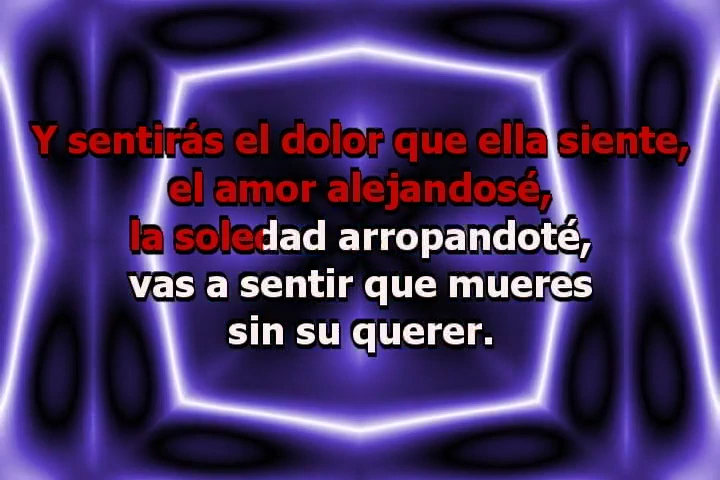 Y sentirás el dolor que ella siente,
el amor alejandosé,
la soledad arropandoté,
vas a sentir que mueres
sin su querer.